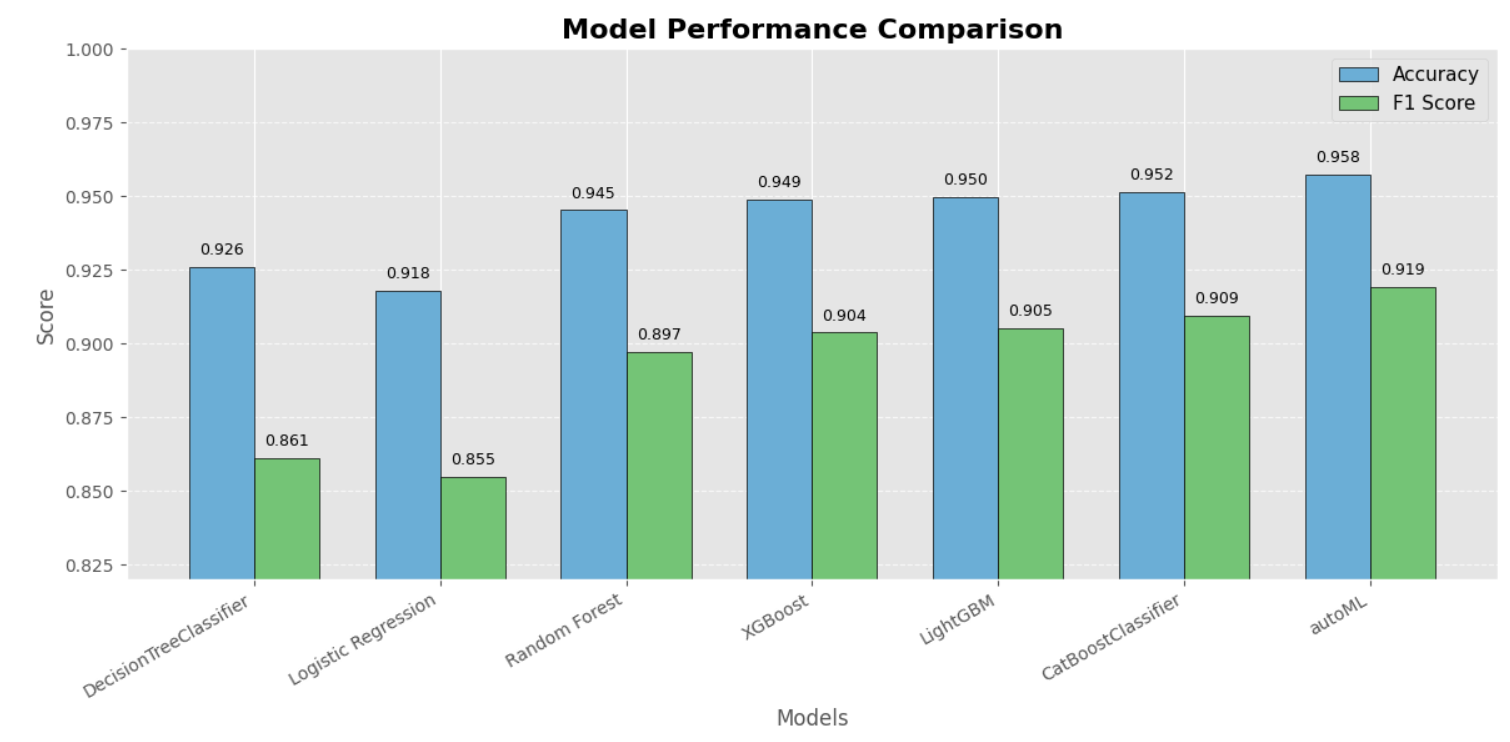 Model Performance Comparison
Accuracy
F1 Score
Score
1.000
0.975
0.950
0.925
0.900
0.875
0.850
0.825
0.926
0.861
0.918
0.855
0.945
0.897
0.949
0.904
0.950
0.905
0.952
0.909
0.958
0.919
DecisionTreeClassifier
Logistic Regression
Random Forest
XGBoost
LightGBM
CatBoostClassifier
autoML
Models